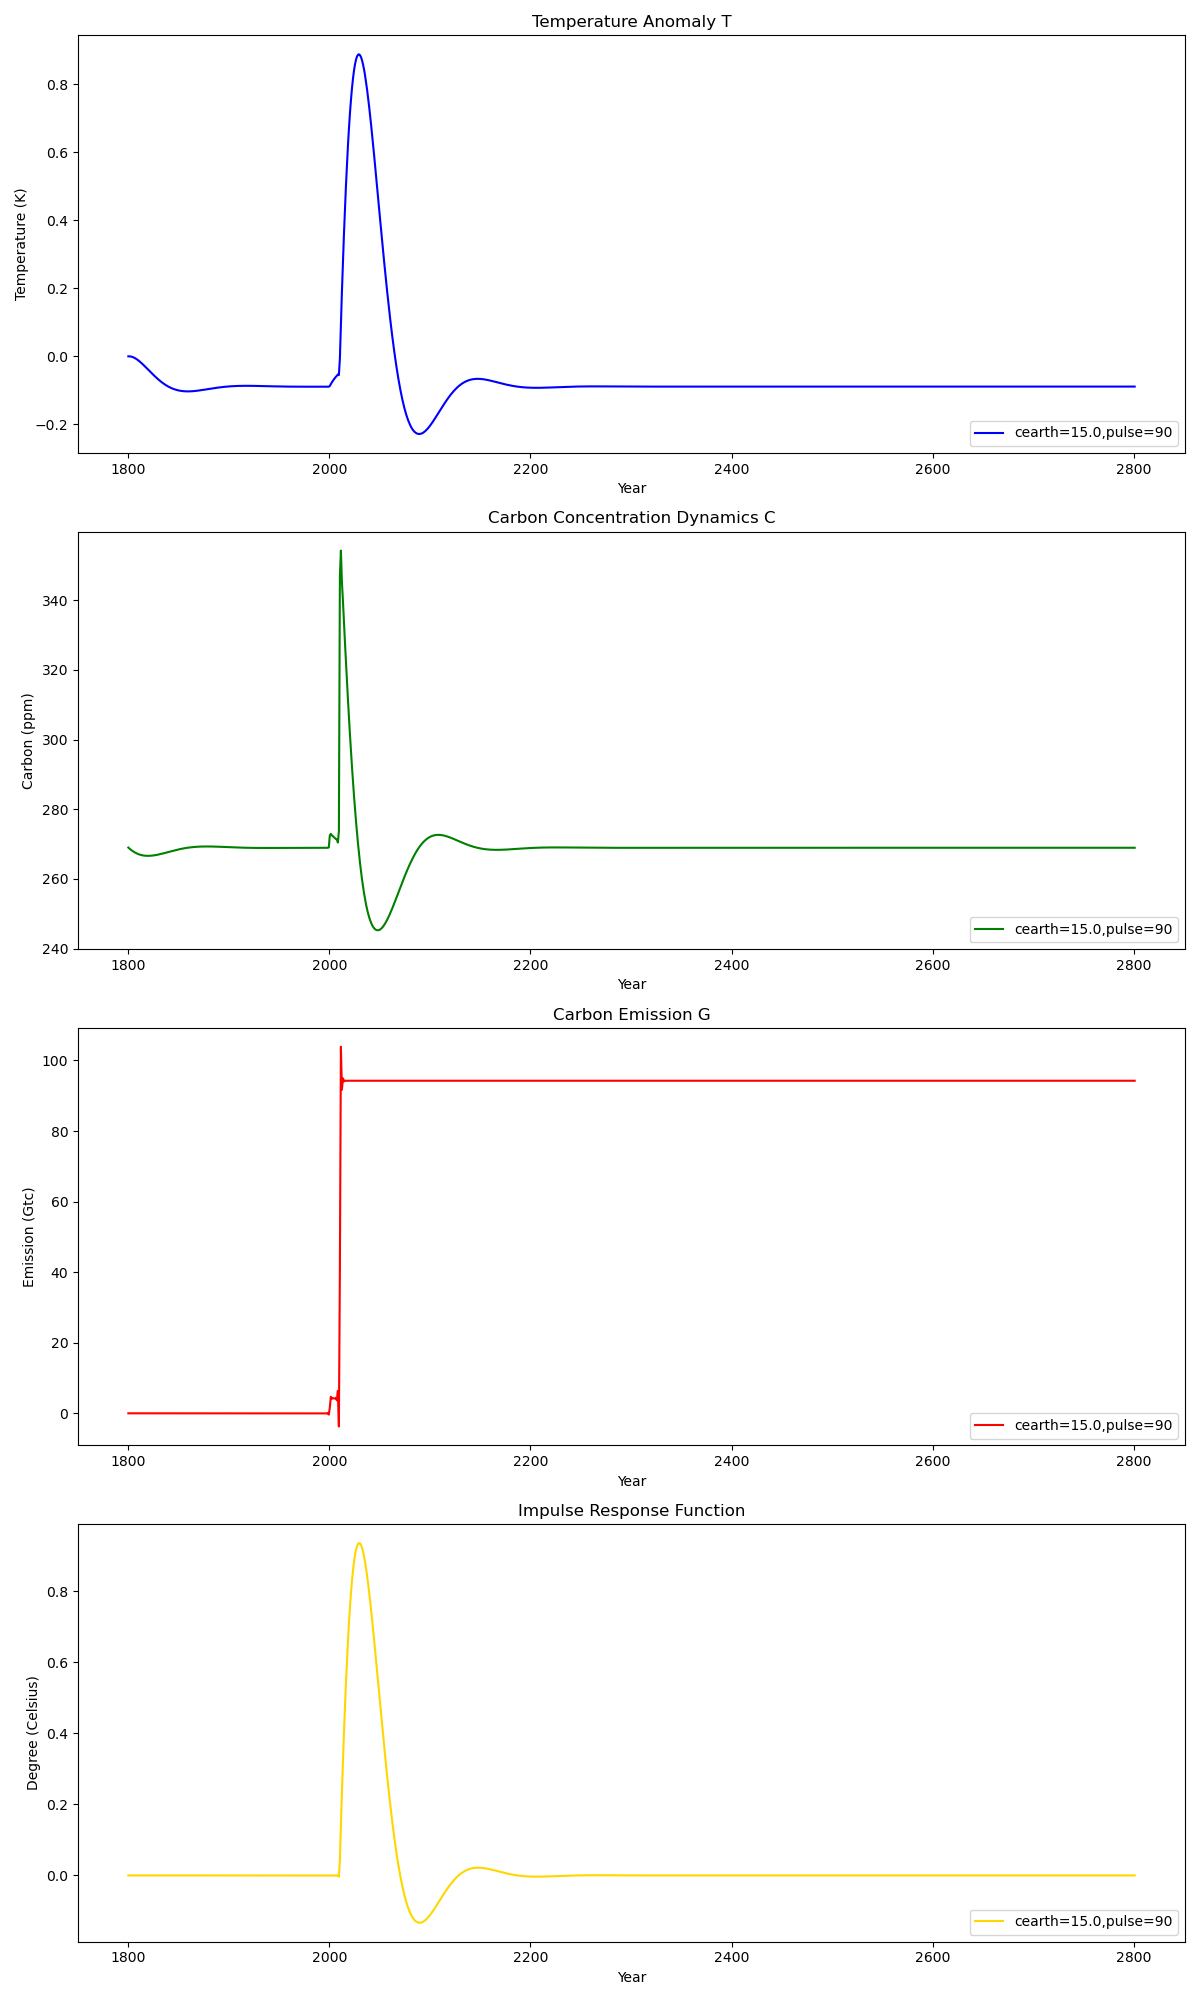 Temperature Anomaly T
Temperature (K)
0.8
0.6
0.4
0.2
0.0
−0.2
cearth=15.0,pulse=90
1800 2000 2200 2400 2600 2800
Year
Carbon Concentration Dynamics C
Carbon (ppm)
340
320
300
280
260
240
cearth=15.0,pulse=90
1800 2000 2200 2400 2600 2800
Year
Carbon Emission G
Emission (Gtc)
100
80
60
40
20
0
cearth=15.0,pulse=90
1800 2000 2200 2400 2600 2800
Year
Impulse Response Function
Degree (Celsius)
0.8
0.6
0.4
0.2
0.0
cearth=15.0,pulse=90
1800 2000 2200 2400 2600 2800
Year